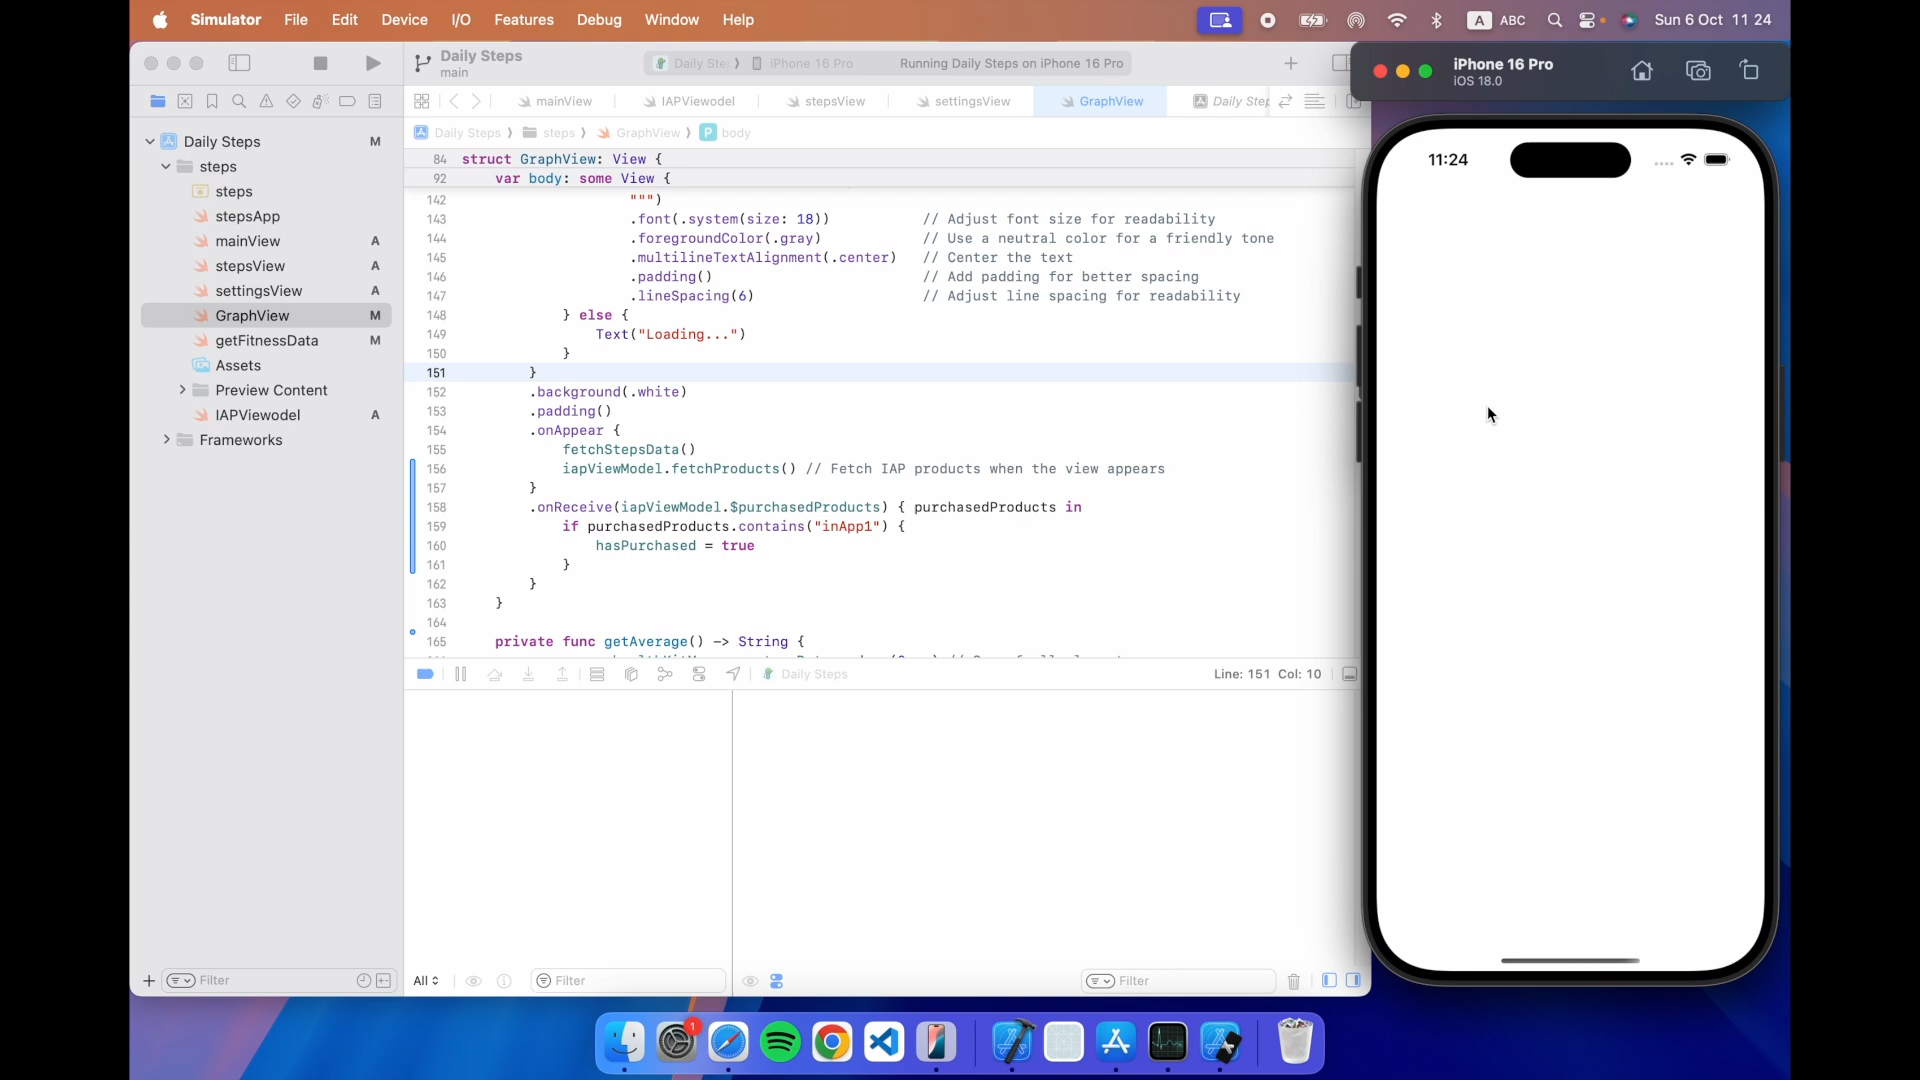 Simulator File Edit Device I/O Features Debug Window Help
A ABC Sun 6 Oct 11 24
Daily Steps
main
Daily Ste 〉 iPhone 16 Pro Running Daily Steps on iPhone 16 Pro
iPhone 16 Pro
iOS 18.0
mainView IAPViewodel stepsView settingsView GraphView Daily Step
Daily Steps 〉 steps 〉 GraphView 〉 P body
Daily Steps M
steps
steps
stepsApp
mainView A
stepsView A
settingsView A
GraphView M
getFitnessData M
Assets
Preview Content
IAPViewodel A
Frameworks
84 struct GraphView: View {
92 var body: some View {
142 """)
143 .font(.system(size: 18)) // Adjust font size for readability
144 .foregroundColor(.gray) // Use a neutral color for a friendly tone
145 .multilineTextAlignment(.center) // Center the text
146 .padding() // Add padding for better spacing
147 .lineSpacing(6) // Adjust line spacing for readability
148 } else {
149 Text("Loading...")
150 }
151 }
152 .background(.white)
153 .padding()
154 .onAppear {
155 fetchStepsData()
156 iapViewModel.fetchProducts() // Fetch IAP products when the view appears
157 }
158 .onReceive(iapViewModel.$purchasedProducts) { purchasedProducts in
159 if purchasedProducts.contains("inApp1") {
160 hasPurchased = true
161 }
162 }
163 }
164
165 private func getAverage() -> String {
Daily Steps Line: 151 Col: 10
11:24
Filter
All Filter
Filter
1